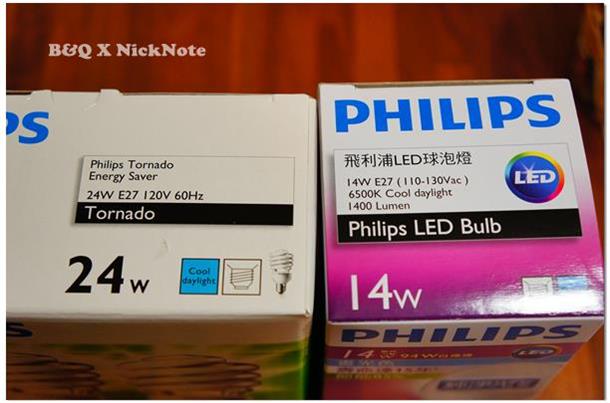 B&Q X NickNote
PS
Philips Tornado
Energy Saver
24W E27 120V 60Hz
Tornado
24W
Cool
daylight
PHILIPS
飛利浦LED球泡燈
14W E27 (110-130Vac)
6500K Cool daylight
1400 Lumen
LED
Philips LED Bulb
14W
PHILIPS
14W
LED